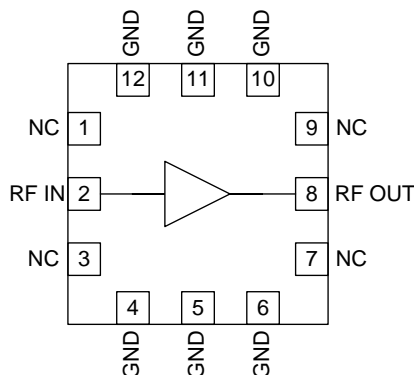 GND GND GND
12 11 10
NC 1 9 NC
RF IN 2 8 RF OUT
NC 3 7 NC
4 5 6
GND GND GND